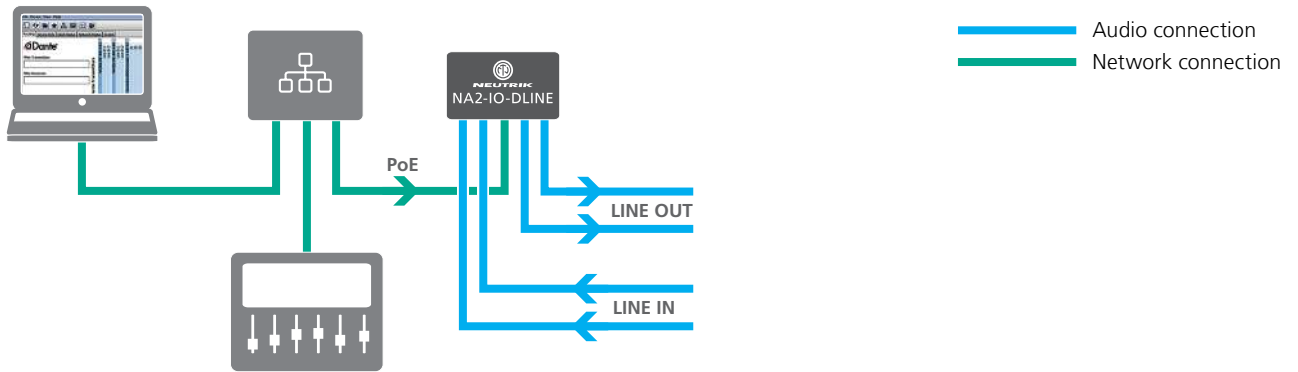 Dante
NEUTRIK
NA2-IO-DLINE
PoE
LINE OUT
LINE IN
Audio connection
Network connection